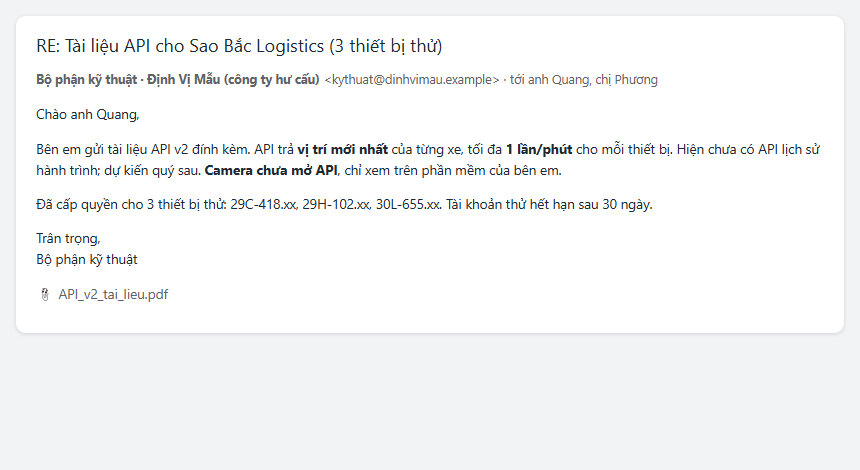 RE: Tài liệu API cho Sao Bắc Logistics (3 thiết bị thử)
Bộ phận kỹ thuật · Định Vị Mẫu (công ty hư cấu) <kythuat@dinhvimau.example> · tới anh Quang, chị Phương
Chào anh Quang,
Bên em gửi tài liệu API v2 đính kèm. API trả vị trí mới nhất của từng xe, tối đa 1 lần/phút cho mỗi thiết bị. Hiện chưa có API lịch sử
hành trình; dự kiến quý sau. Camera chưa mở API, chỉ xem trên phần mềm của bên em.
Đã cấp quyền cho 3 thiết bị thử: 29C-418.xx, 29H-102.xx, 30L-655.xx. Tài khoản thử hết hạn sau 30 ngày.
Trân trọng,
Bộ phận kỹ thuật
API_v2_tai_lieu.pdf